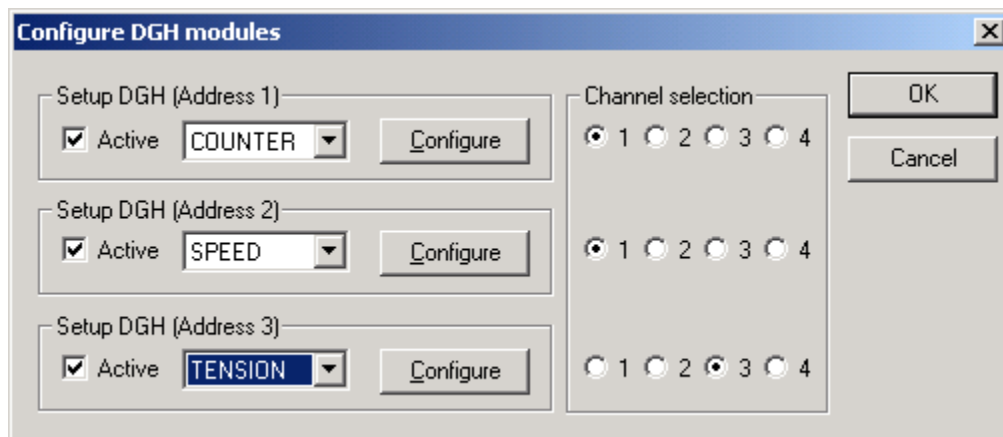 Configure DGH modules
Setup DGH (Address 1)
Active COUNTER Configure
Setup DGH (Address 2)
Active SPEED Configure
Setup DGH (Address 3)
Active TENSION Configure
Channel selection
1 2 3 4
1 2 3 4
1 2 3 4
OK
Cancel